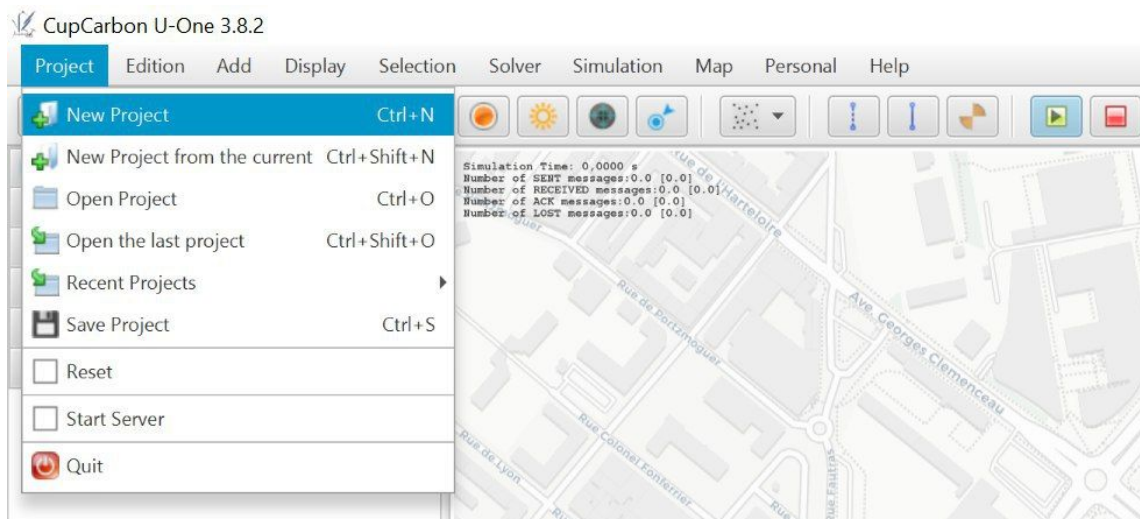 CupCarbon U-One 3.8.2
Project Edition Add Display Selection Solver Simulation Map Personal Help
New Project Ctrl+N
New Project from the current Ctrl+Shift+N
Open Project Ctrl+O
Open the last project Ctrl+Shift+O
Recent Projects
Save Project Ctrl+S
Reset
Start Server
Quit
Simulation Time: 0,0000 s
Number of SENT messages:0.0 [0.0]
Number of RECEIVED messages:0.0 [0.0]
Number of ACK messages:0.0 [0.0]
Number of LOST messages:0.0 [0.0]
Rue de l'Harteloire
Rue de Portzmoguer
Ave. Georges Clemenceau
Rue Colonel Fonferrier
Rue de Lyon
Rue Fautras
Rue